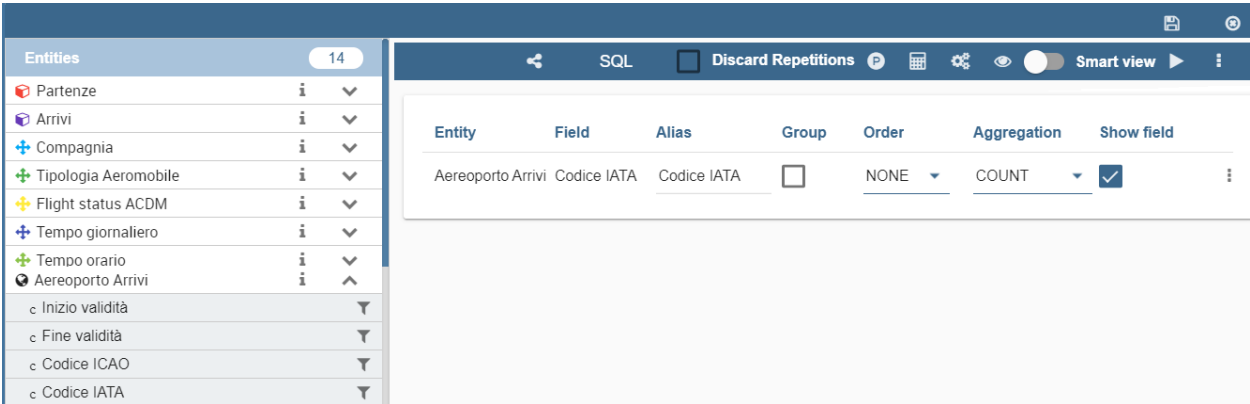 Entities 14
Partenze i
Arrivi i
Compagnia i
Tipologia Aeromobile i
Flight status ACDM i
Tempo giornaliero i
Tempo orario i
Aereoporto Arrivi i
c Inizio validità
c Fine validità
c Codice ICAO
c Codice IATA
SQL Discard Repetitions P Smart view
Entity Field Alias Group Order Aggregation Show field
Aereoporto Arrivi Codice IATA Codice IATA NONE COUNT